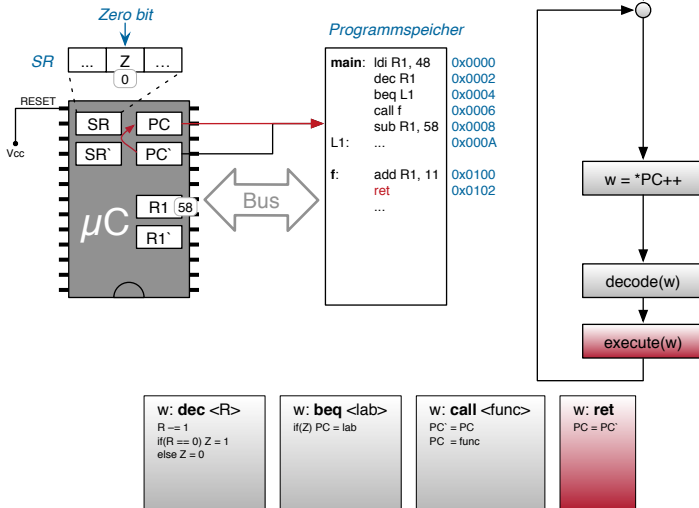 Zero bit
SR
... Z ...
0
RESET
Vcc
SR PC
SR` PC`
R1 58
R1`
µC
Bus
Programmspeicher
main: ldi R1, 48 0x0000
dec R1 0x0002
beq L1 0x0004
call f 0x0006
sub R1, 58 0x0008
L1: ... 0x000A
f: add R1, 11 0x0100
ret 0x0102
...
w = *PC++
decode(w)
execute(w)
w: dec <R>
R -= 1
if(R == 0) Z = 1
else Z = 0
w: beq <lab>
if(Z) PC = lab
w: call <func>
PC` = PC
PC = func
w: ret
PC = PC`